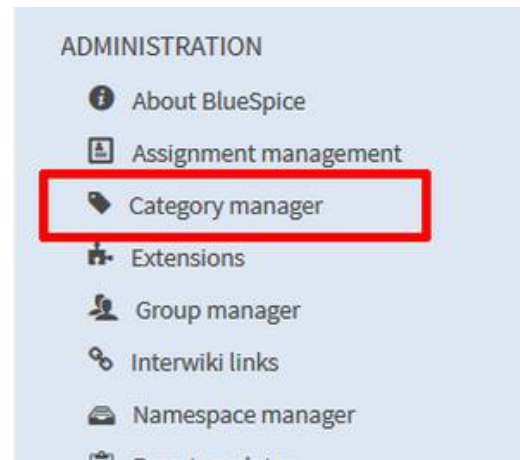 ADMINISTRATION
About BlueSpice
Assignment management
Category manager
Extensions
Group manager
Interwiki links
Namespace manager